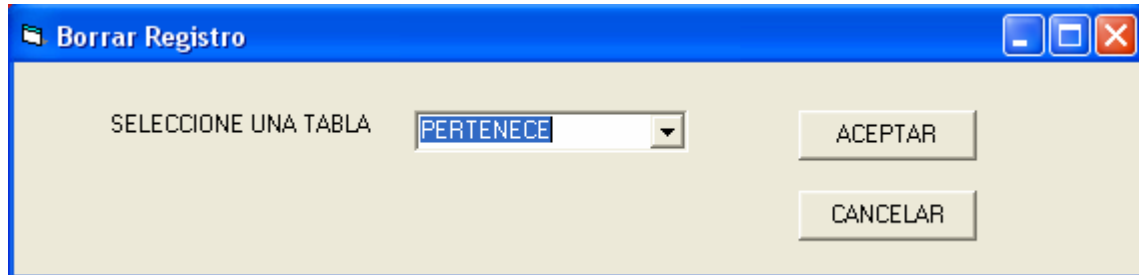 Borrar Registro
SELECCIONE UNA TABLA PERTENECE ACEPTAR
CANCELAR